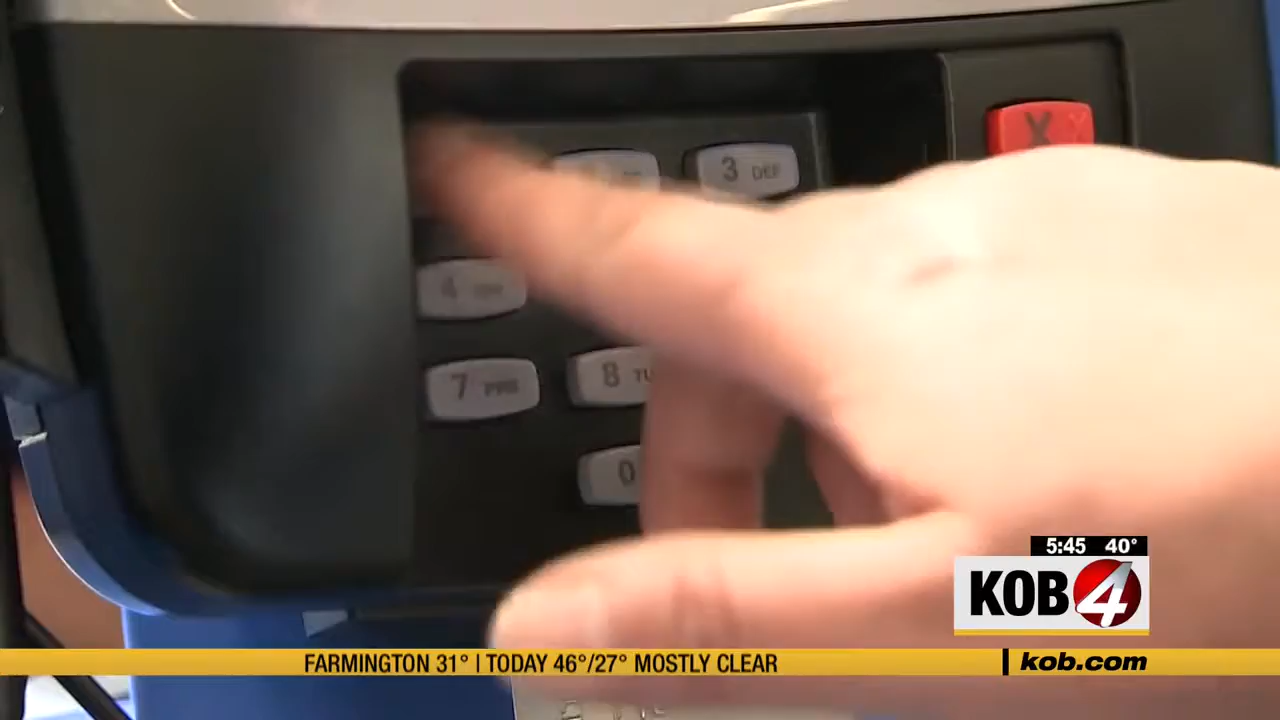 3 DEF
X
4
7 PRS
8 TU
0
5:45 40°
KOB 4
FARMINGTON 31° | TODAY 46°/27° MOSTLY CLEAR
kob.com